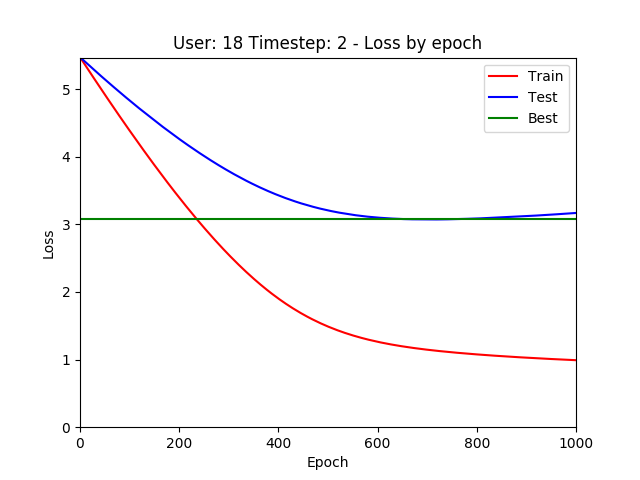 User: 18 Timestep: 2 - Loss by epoch
Train
Test
Best
5
4
3
2
1
0
Loss
0 200 400 600 800 1000
Epoch